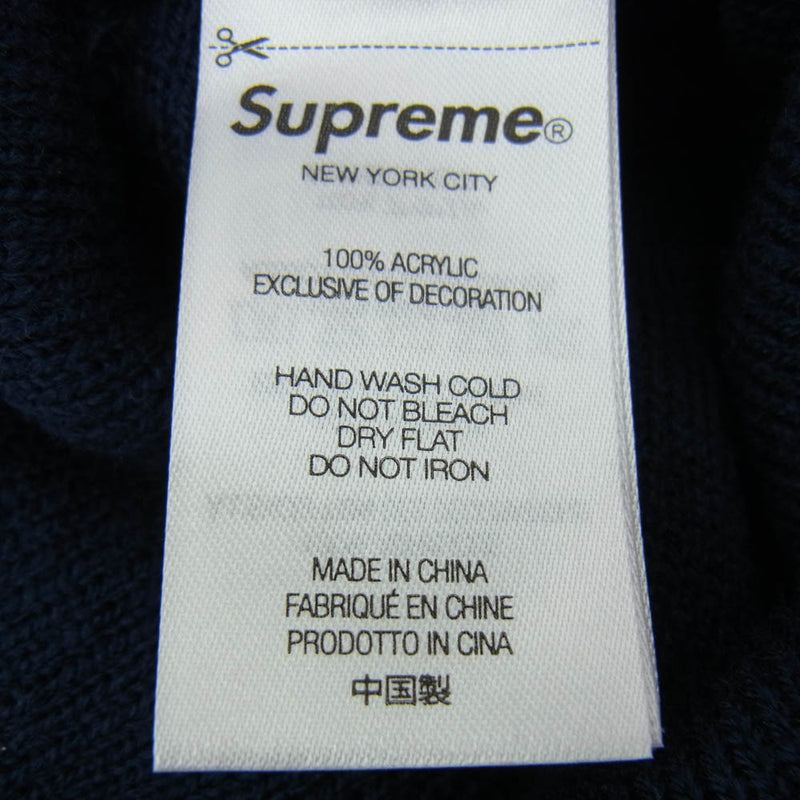 Supreme®
NEW YORK CITY
100% ACRYLIC
EXCLUSIVE OF DECORATION
HAND WASH COLD
DO NOT BLEACH
DRY FLAT
DO NOT IRON
MADE IN CHINA
FABRIQUÉ EN CHINE
PRODOTTO IN CINA
中国製